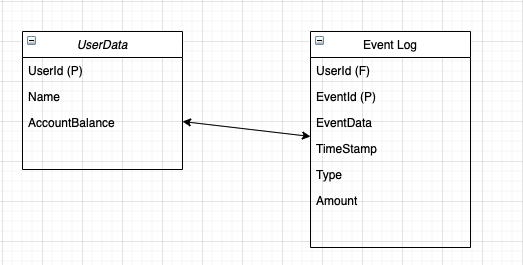 UserData
UserId (P)
Name
AccountBalance
Event Log
UserId (F)
EventId (P)
EventData
TimeStamp
Type
Amount